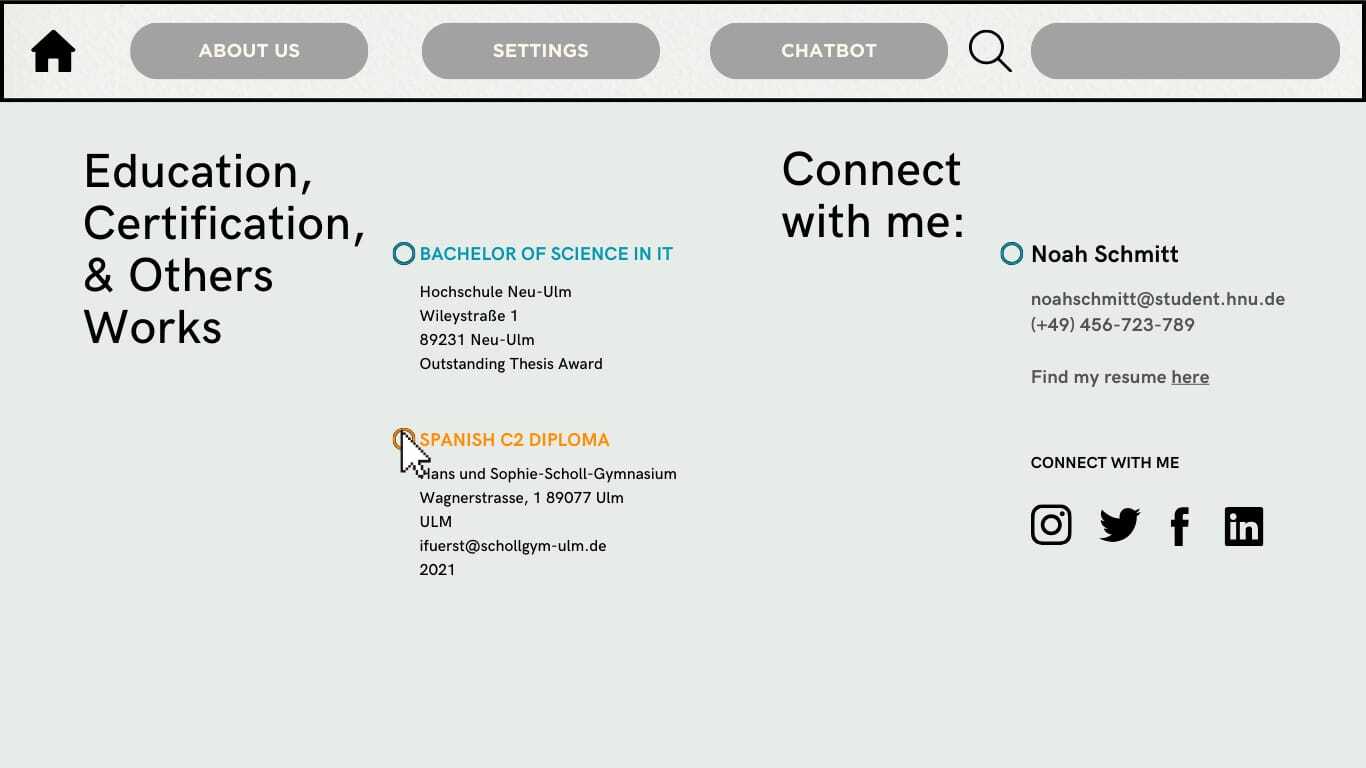 ABOUT US
SETTINGS
CHATBOT
Education,
Certification,
& Others
Works
BACHELOR OF SCIENCE IN IT
Hochschule Neu-Ulm
Wileystraße 1
89231 Neu-Ulm
Outstanding Thesis Award
SPANISH C2 DIPLOMA
Hans und Sophie-Scholl-Gymnasium
Wagnerstrasse, 1 89077 Ulm
ULM
ifuerst@schollgym-ulm.de
2021
Connect
with me:
Noah Schmitt
noahschmitt@student.hnu.de
(+49) 456-723-789
Find my resume here
CONNECT WITH ME